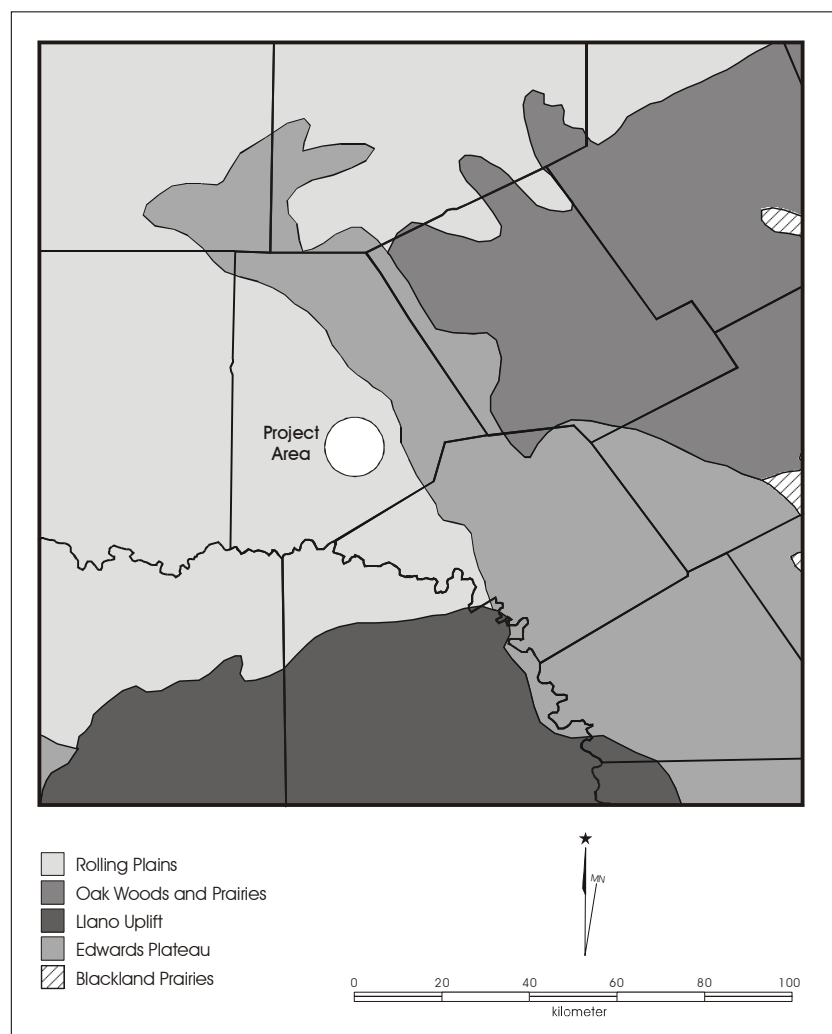 Project
Area
Rolling Plains
Oak Woods and Prairies
Llano Uplift
Edwards Plateau
Blackland Prairies
MN
0 20 40 60 80 100
kilometer